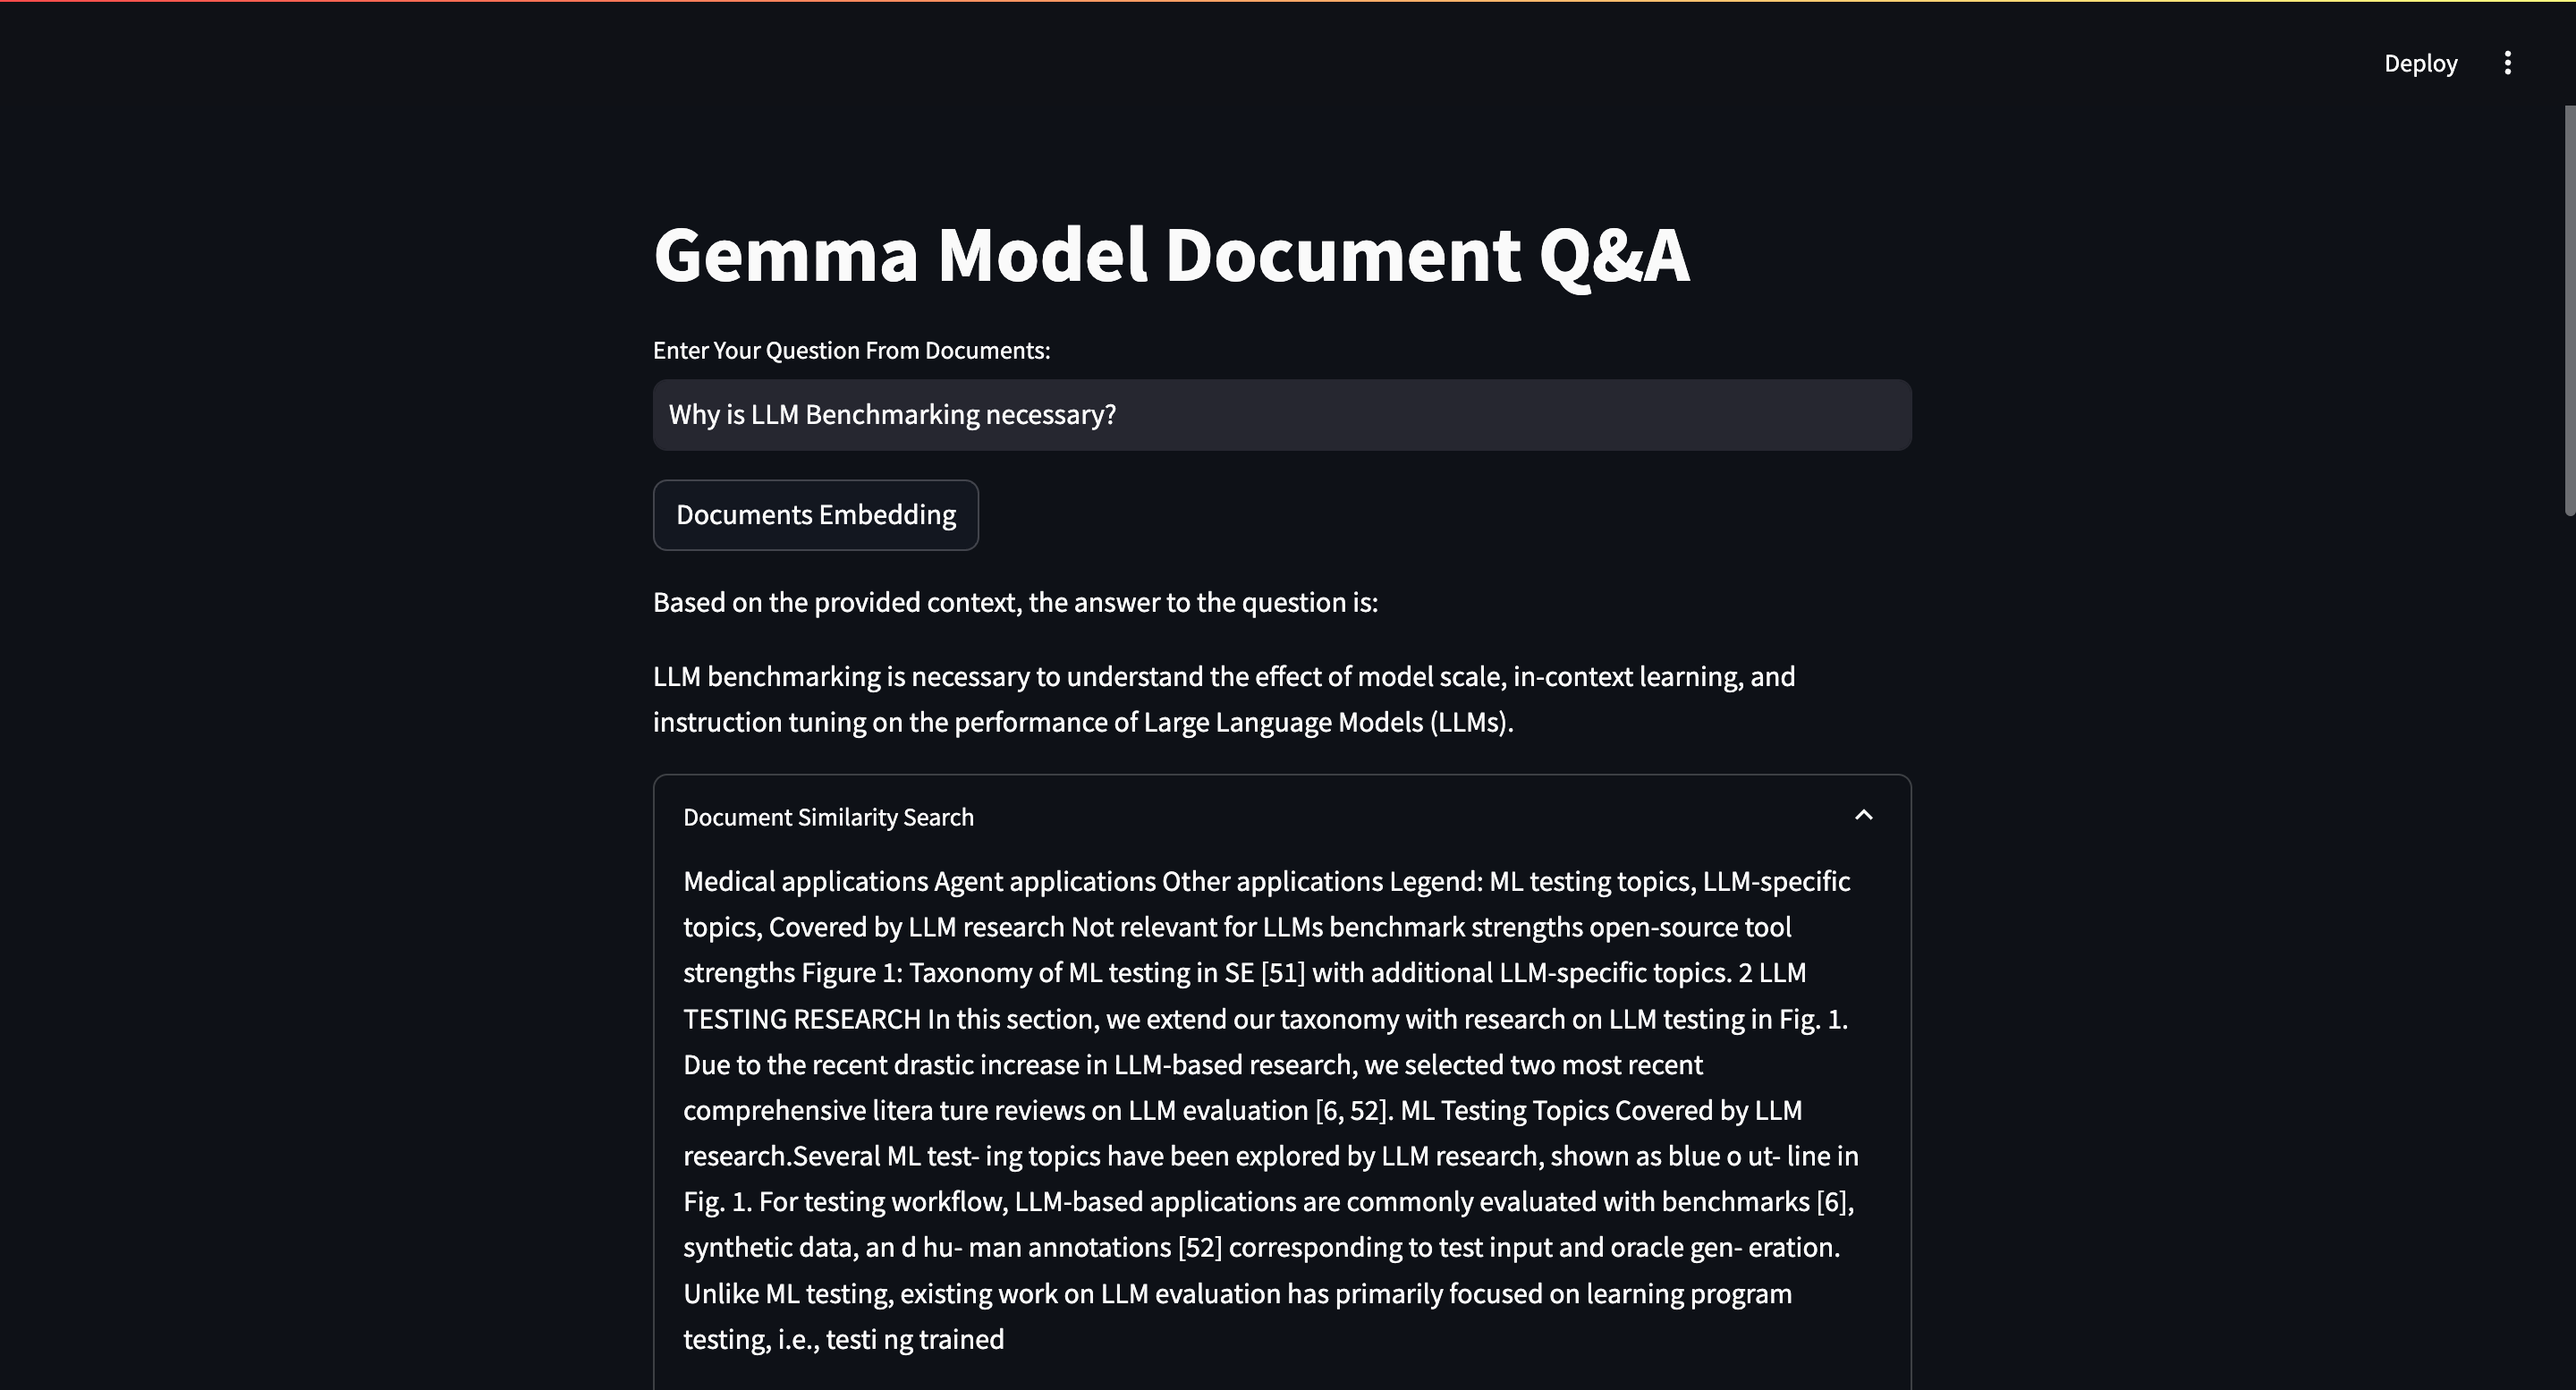 Deploy
Gemma Model Document Q&A
Enter Your Question From Documents:
Why is LLM Benchmarking necessary?
Documents Embedding
Based on the provided context, the answer to the question is:
LLM benchmarking is necessary to understand the effect of model scale, in-context learning, and
instruction tuning on the performance of Large Language Models (LLMs).
Document Similarity Search
Medical applications Agent applications Other applications Legend: ML testing topics, LLM-specific
topics, Covered by LLM research Not relevant for LLMs benchmark strengths open-source tool
strengths Figure 1: Taxonomy of ML testing in SE [51] with additional LLM-specific topics. 2 LLM
TESTING RESEARCH In this section, we extend our taxonomy with research on LLM testing in Fig. 1.
Due to the recent drastic increase in LLM-based research, we selected two most recent
comprehensive litera ture reviews on LLM evaluation [6, 52]. ML Testing Topics Covered by LLM
research.Several ML test- ing topics have been explored by LLM research, shown as blue o ut- line in
Fig. 1. For testing workflow, LLM-based applications are commonly evaluated with benchmarks [6],
synthetic data, an d hu- man annotations [52] corresponding to test input and oracle gen- eration.
Unlike ML testing, existing work on LLM evaluation has primarily focused on learning program
testing, i.e., testi ng trained